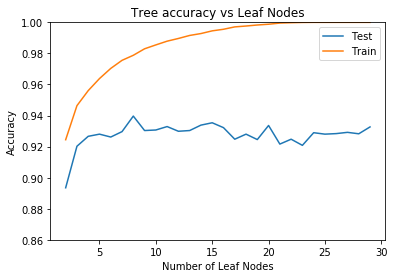 Tree accuracy vs Leaf Nodes
1.00
0.98
0.96
0.94
0.92
0.90
0.88
0.86
Accuracy
Test
Train
5
10
15
20
25
30
Number of Leaf Nodes